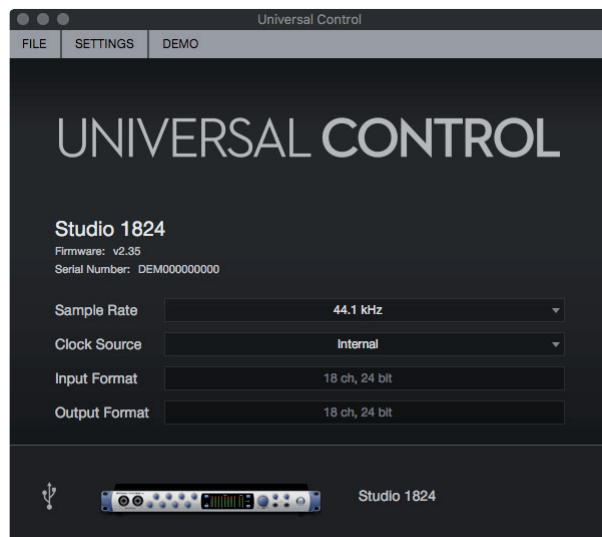 Universal Control
FILE SETTINGS DEMO
UNIVERSAL CONTROL
Studio 1824
Firmware: v2.35
Serial Number: DEM000000000
Sample Rate 44.1 kHz
Clock Source Internal
Input Format 18 ch, 24 bit
Output Format 18 ch, 24 bit
Studio 1824